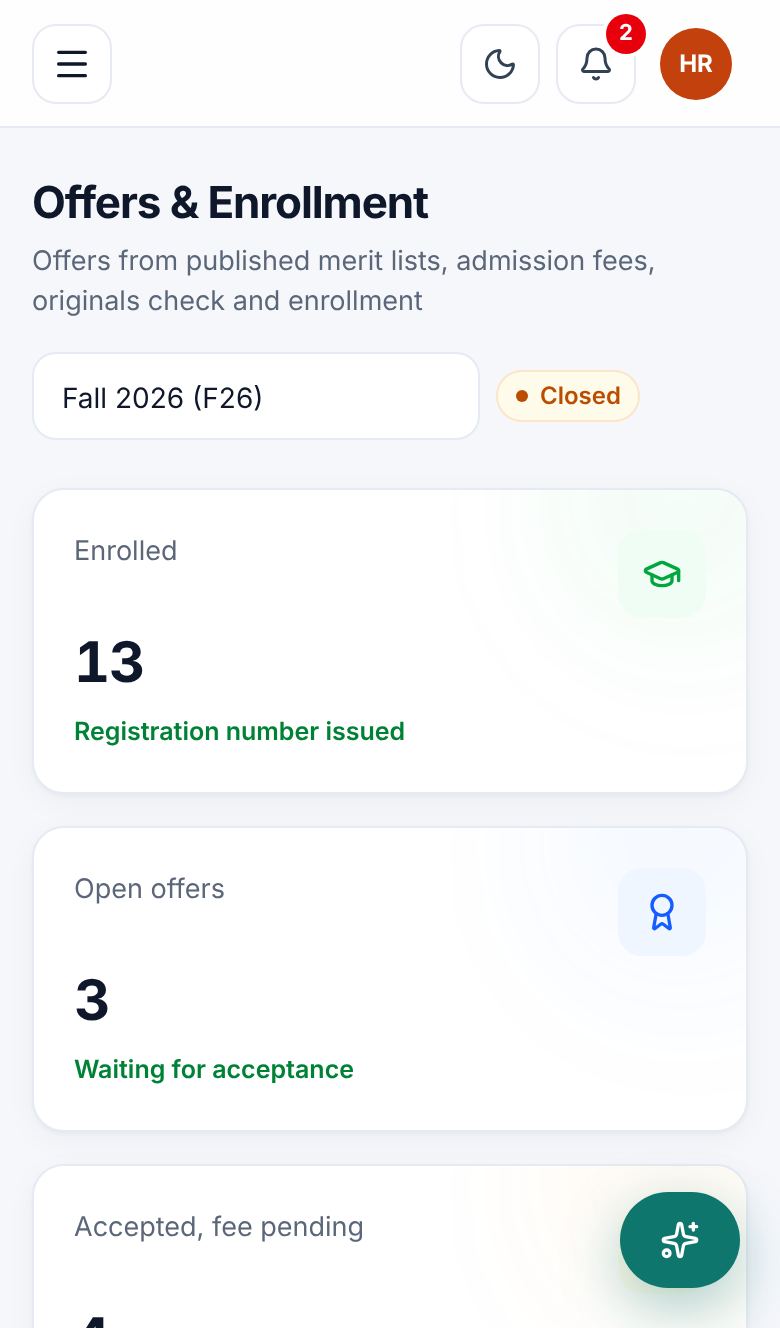 2
HR
Offers & Enrollment
Offers from published merit lists, admission fees,
originals check and enrollment
Fall 2026 (F26)
Closed
Enrolled
13
Registration number issued
Open offers
3
Waiting for acceptance
Accepted, fee pending